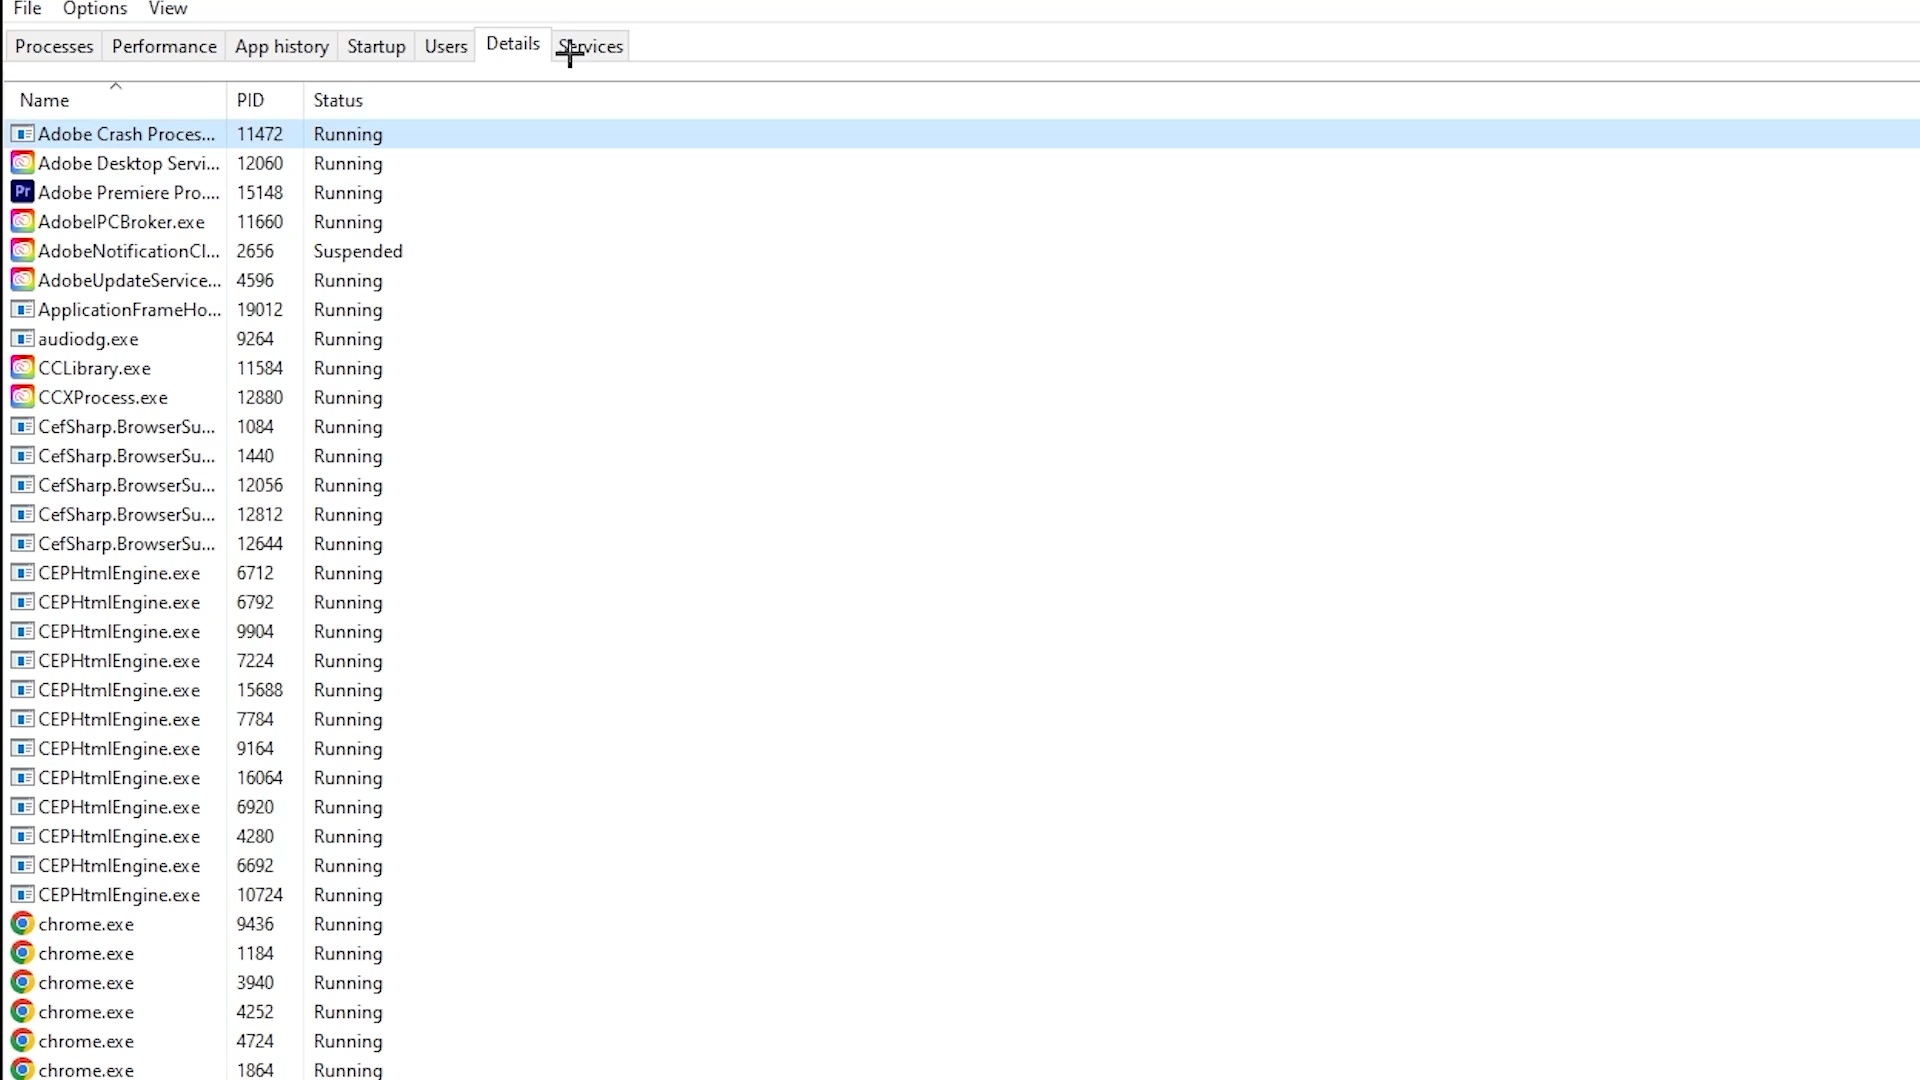 File Options View
Processes Performance App history Startup Users Details Services
Name PID Status
Adobe Crash Proces... 11472 Running
Adobe Desktop Servi... 12060 Running
Pr Adobe Premiere Pro.... 15148 Running
AdobeIPCBroker.exe 11660 Running
AdobeNotificationCl... 2656 Suspended
AdobeUpdateService... 4596 Running
ApplicationFrameHo... 19012 Running
audiodg.exe 9264 Running
CCLibrary.exe 11584 Running
CCXProcess.exe 12880 Running
CefSharp.BrowserSu... 1084 Running
CefSharp.BrowserSu... 1440 Running
CefSharp.BrowserSu... 12056 Running
CefSharp.BrowserSu... 12812 Running
CefSharp.BrowserSu... 12644 Running
CEPHtmlEngine.exe 6712 Running
CEPHtmlEngine.exe 6792 Running
CEPHtmlEngine.exe 9904 Running
CEPHtmlEngine.exe 7224 Running
CEPHtmlEngine.exe 15688 Running
CEPHtmlEngine.exe 7784 Running
CEPHtmlEngine.exe 9164 Running
CEPHtmlEngine.exe 16064 Running
CEPHtmlEngine.exe 6920 Running
CEPHtmlEngine.exe 4280 Running
CEPHtmlEngine.exe 6692 Running
CEPHtmlEngine.exe 10724 Running
chrome.exe 9436 Running
chrome.exe 1184 Running
chrome.exe 3940 Running
chrome.exe 4252 Running
chrome.exe 4724 Running
chrome.exe 1864 Running